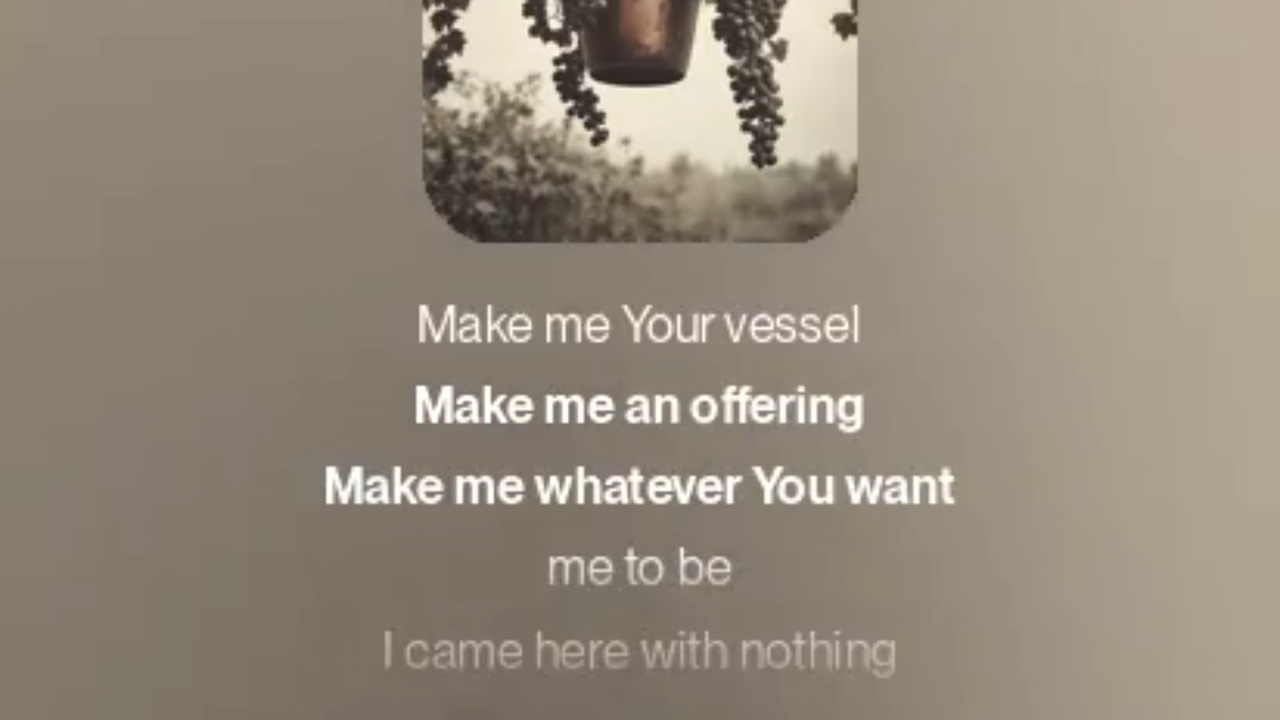 Make me Your vessel
Make me an offering
Make me whatever You want
me to be
I came here with nothing